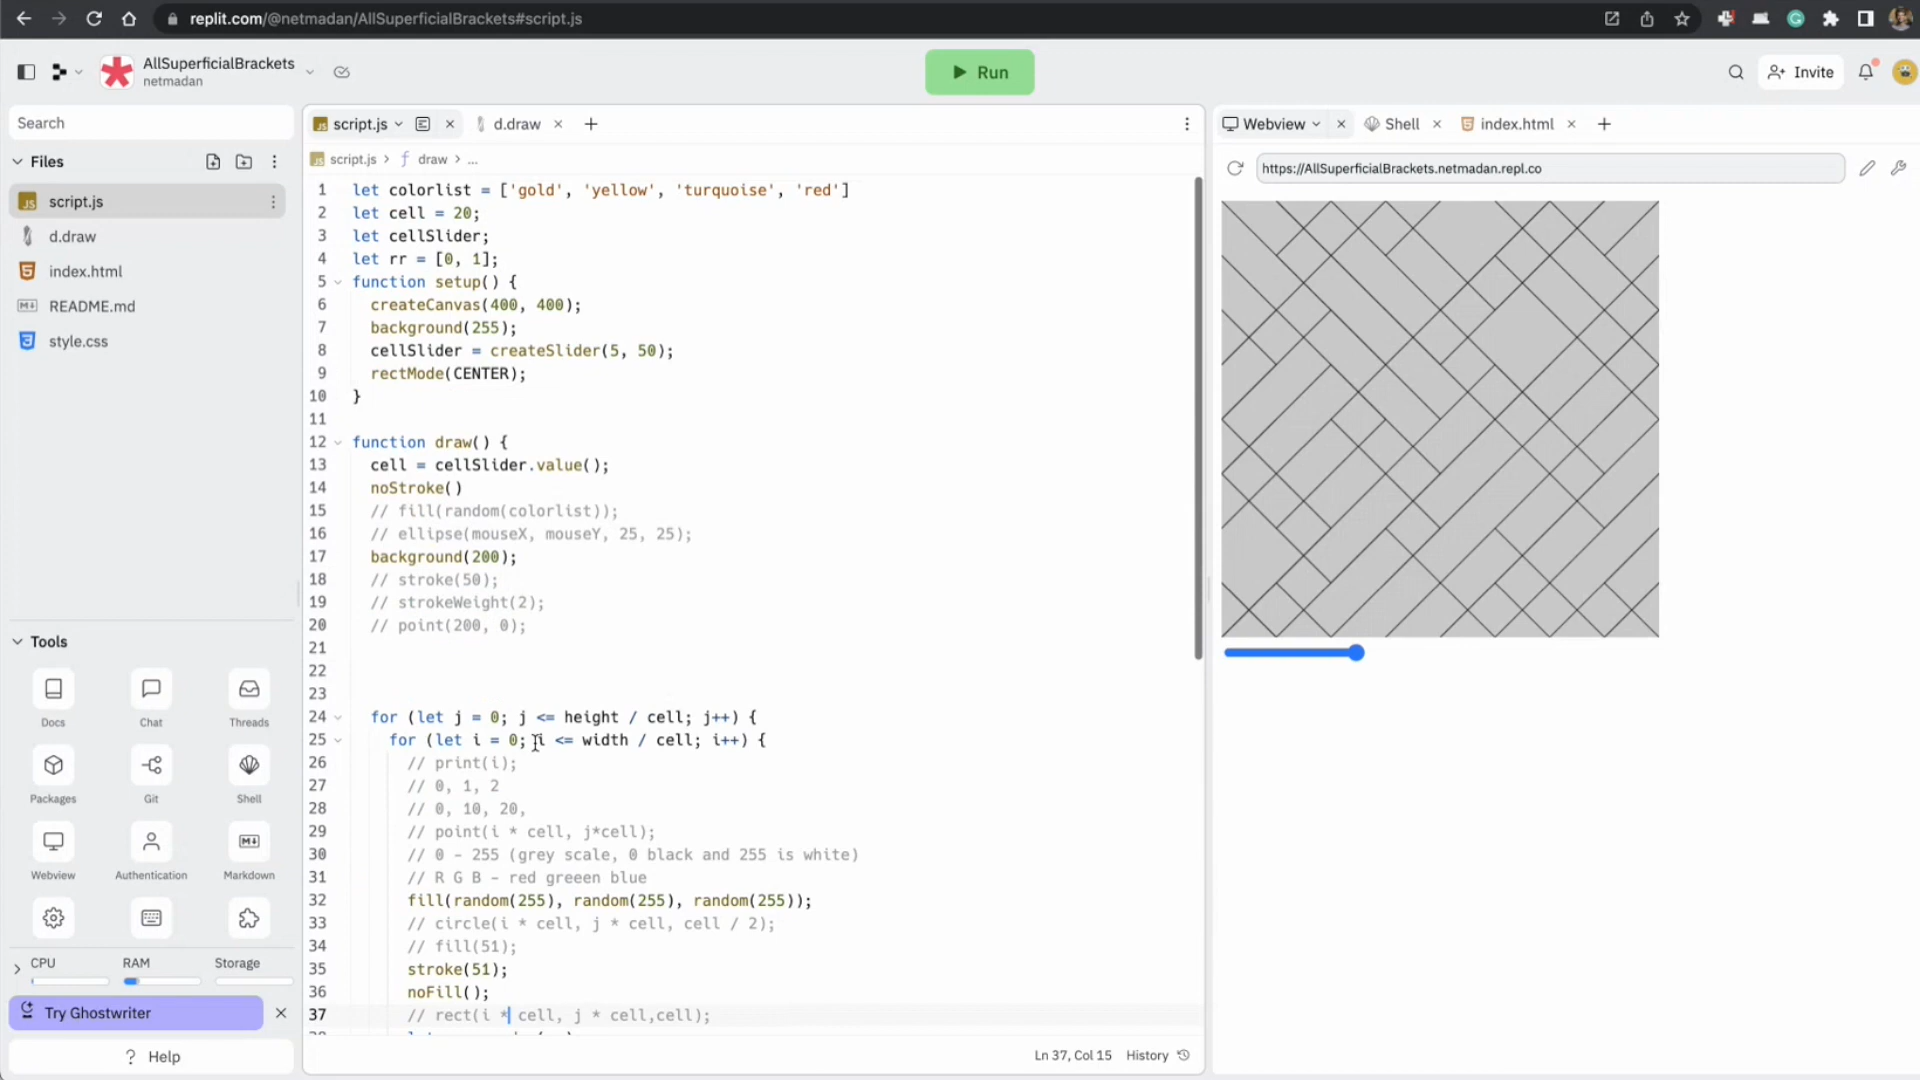 replit.com/@netmadan/AllSuperficialBrackets#script.js
AllSuperficialBrackets
netmadan
Run
Invite
Search
Files
script.js
d.draw
index.html
README.md
style.css
Tools
Docs
Chat
Threads
Packages
Git
Shell
Webview
Authentication
Markdown
CPU
RAM
Storage
Try Ghostwriter
? Help
script.js
d.draw
script.js > f draw > ...
1 let colorlist = ['gold', 'yellow', 'turquoise', 'red']
2 let cell = 20;
3 let cellSlider;
4 let rr = [0, 1];
5 function setup() {
6 createCanvas(400, 400);
7 background(255);
8 cellSlider = createSlider(5, 50);
9 rectMode(CENTER);
10 }
11
12 function draw() {
13 cell = cellSlider.value();
14 noStroke()
15 // fill(random(colorlist));
16 // ellipse(mouseX, mouseY, 25, 25);
17 background(200);
18 // stroke(50);
19 // strokeWeight(2);
20 // point(200, 0);
21
22
23
24 for (let j = 0; j <= height / cell; j++) {
25 for (let i = 0; i <= width / cell; i++) {
26 // print(i);
27 // 0, 1, 2
28 // 0, 10, 20,
29 // point(i * cell, j*cell);
30 // 0 - 255 (grey scale, 0 black and 255 is white)
31 // R G B - red greeen blue
32 fill(random(255), random(255), random(255));
33 // circle(i * cell, j * cell, cell / 2);
34 // fill(51);
35 stroke(51);
36 noFill();
37 // rect(i * cell, j * cell,cell);
Ln 37, Col 15 History
Webview
Shell
index.html
https://AllSuperficialBrackets.netmadan.repl.co